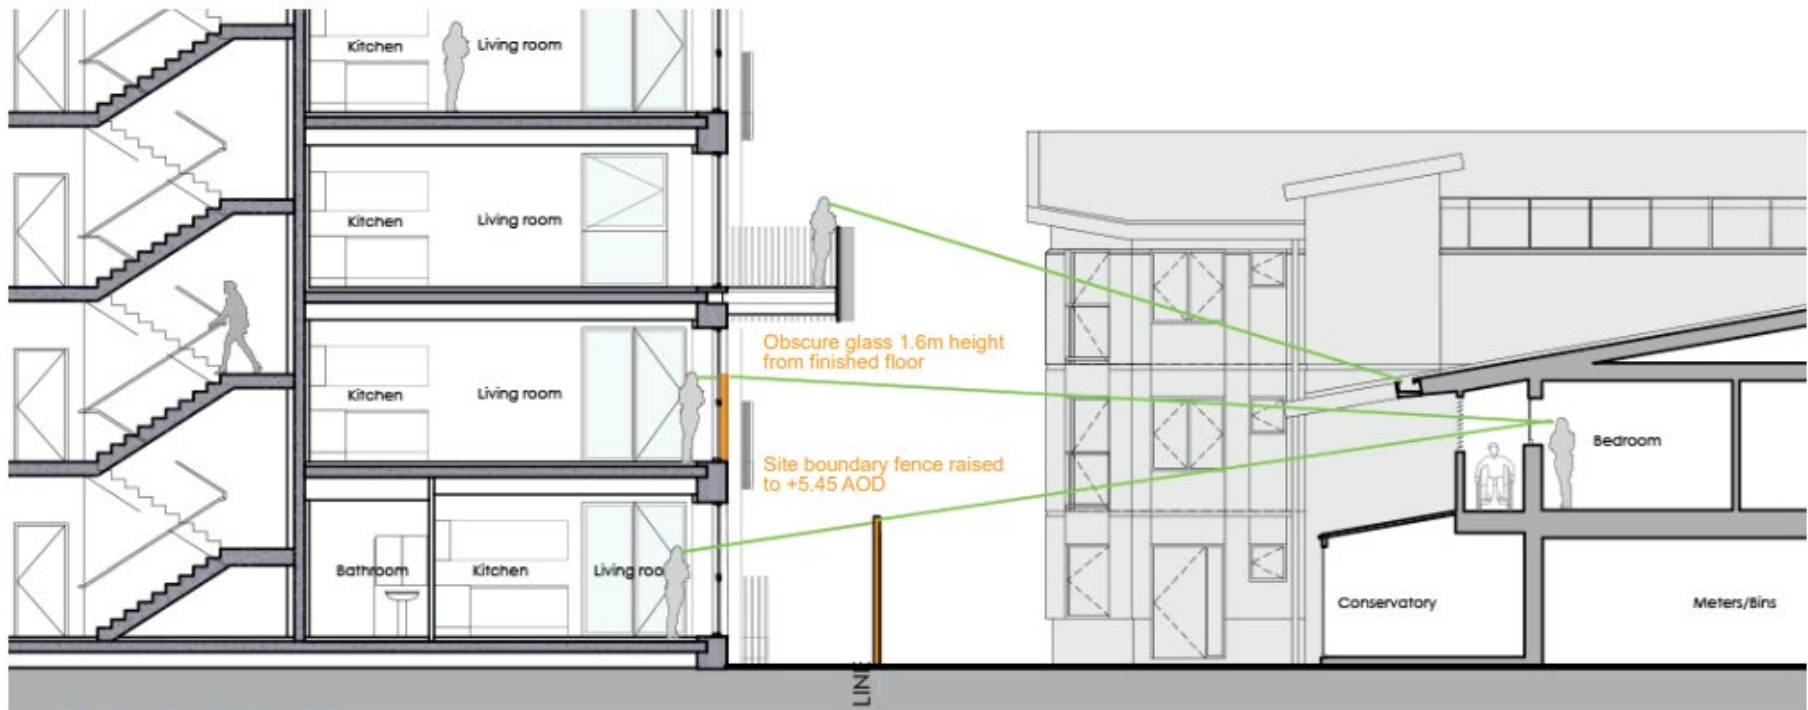 Kitchen
Living room
Kitchen
Living room
Obscure glass 1.6m height
from finished floor
Kitchen
Living room
Bedroom
Site boundary fence raised
to +5.45 AOD
Bathroom
Kitchen
Living roo
Conservatory
Meters/Bins
LINE